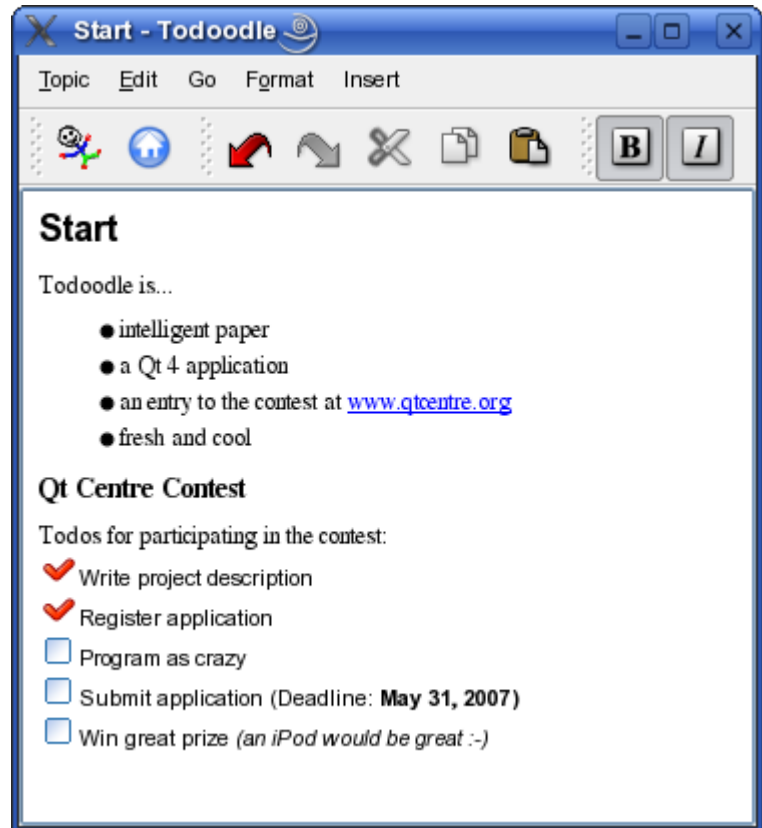 Start - Todoodle
Topic Edit Go Format Insert
B I
Start
Todoodle is...
● intelligent paper
● a Qt 4 application
● an entry to the contest at www.qtcentre.org
● fresh and cool
Qt Centre Contest
Todos for participating in the contest:
Write project description
Register application
Program as crazy
Submit application (Deadline: May 31, 2007)
Win great prize (an iPod would be great :-)